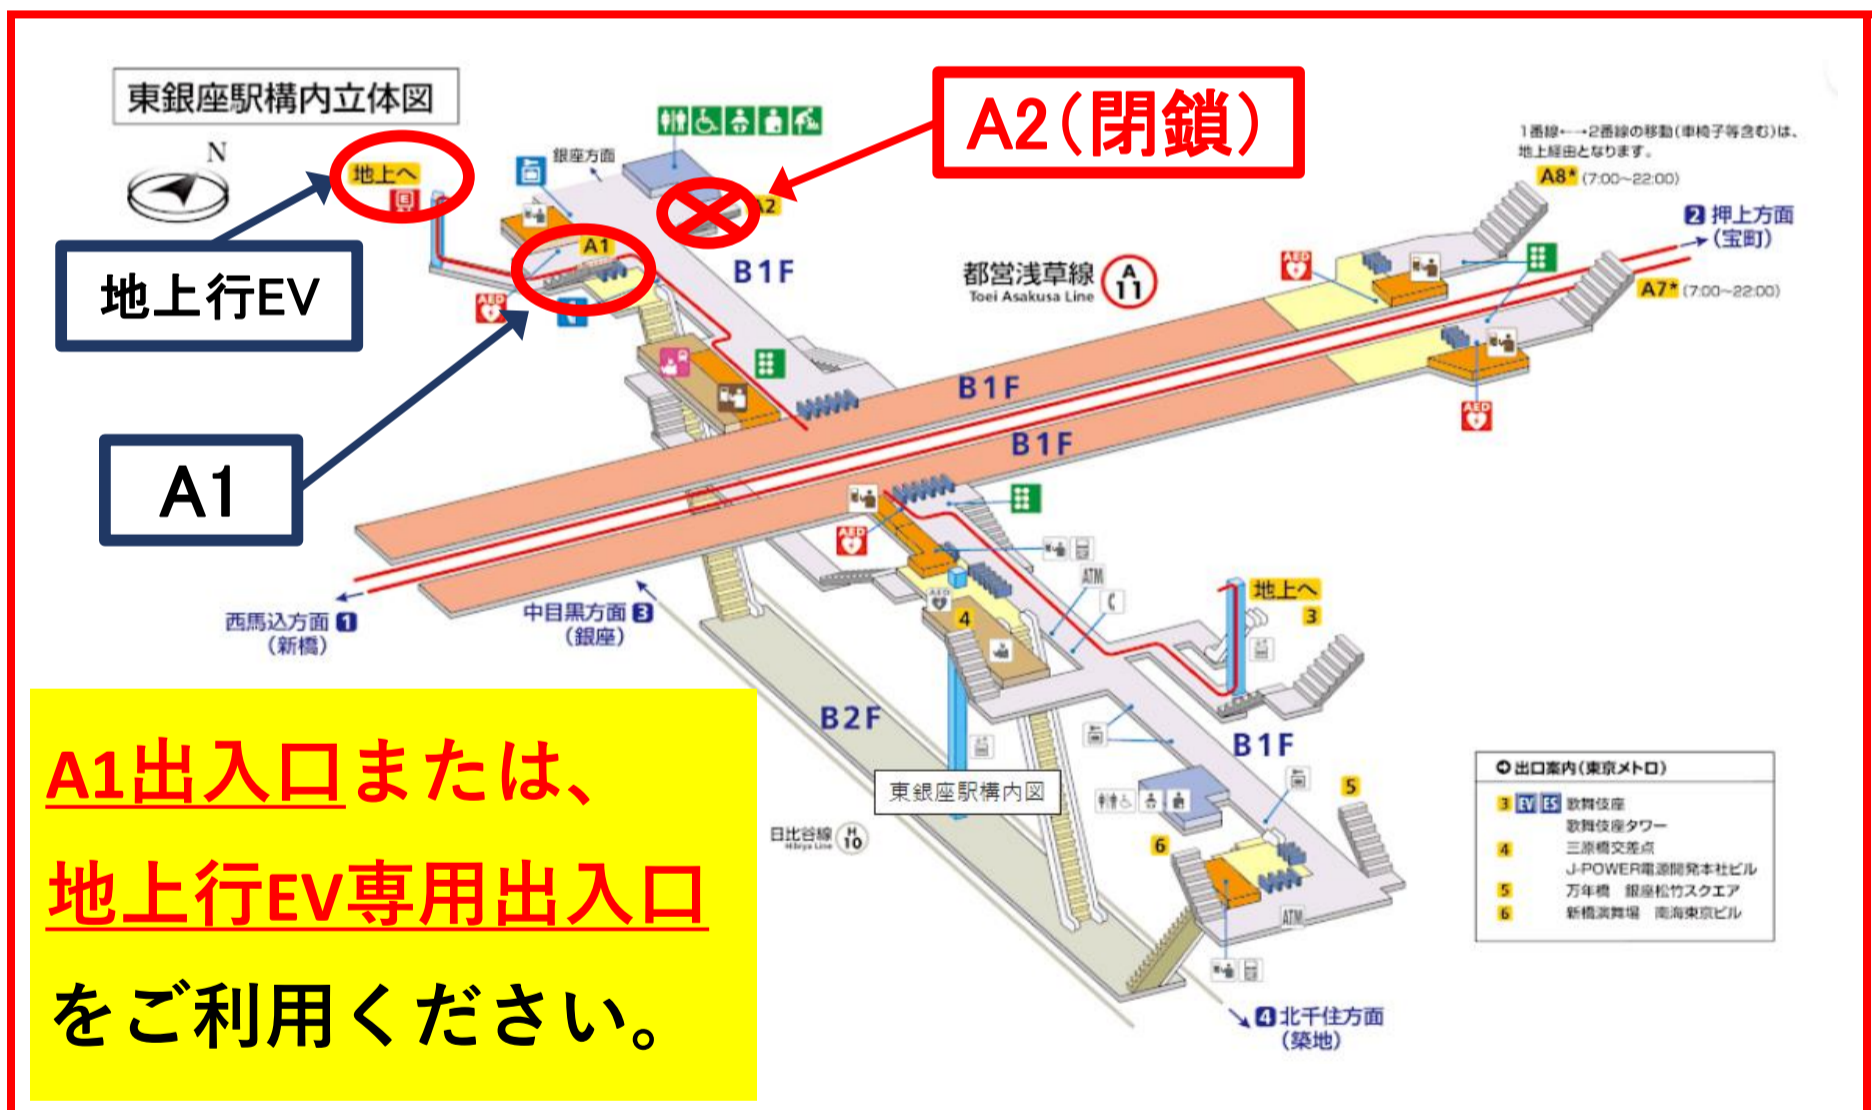 東銀座駅構内立体図
N
地上へ
銀座方面
A2(閉鎖)
A2
1番線←→2番線の移動(車椅子等含む)は、
地上経由となります。
A8* (7:00~22:00)
2 押上方面
(宝町)
地上行EV
A1
B1F
都営浅草線
Toei Asakusa Line
A
11
AED
A7* (7:00~22:00)
AED
AED
A1
B1F
B1F
AED
西馬込方面 1
(新橋)
中目黒方面 3
(銀座)
AED
ATM
4
地上へ
3
B2F
B1F
東銀座駅構内図
日比谷線
Hibiya Line
H
10
5
6
ATM
4 北千住方面
(築地)
出口案内(東京メトロ)
3 EV ES 歌舞伎座
歌舞伎座タワー
4 三原橋交差点
J-POWER電源開発本社ビル
5 万年橋 銀座松竹スクエア
6 新橋演舞場 南海東京ビル
A1出入口または、
地上行EV専用出入口
をご利用ください。